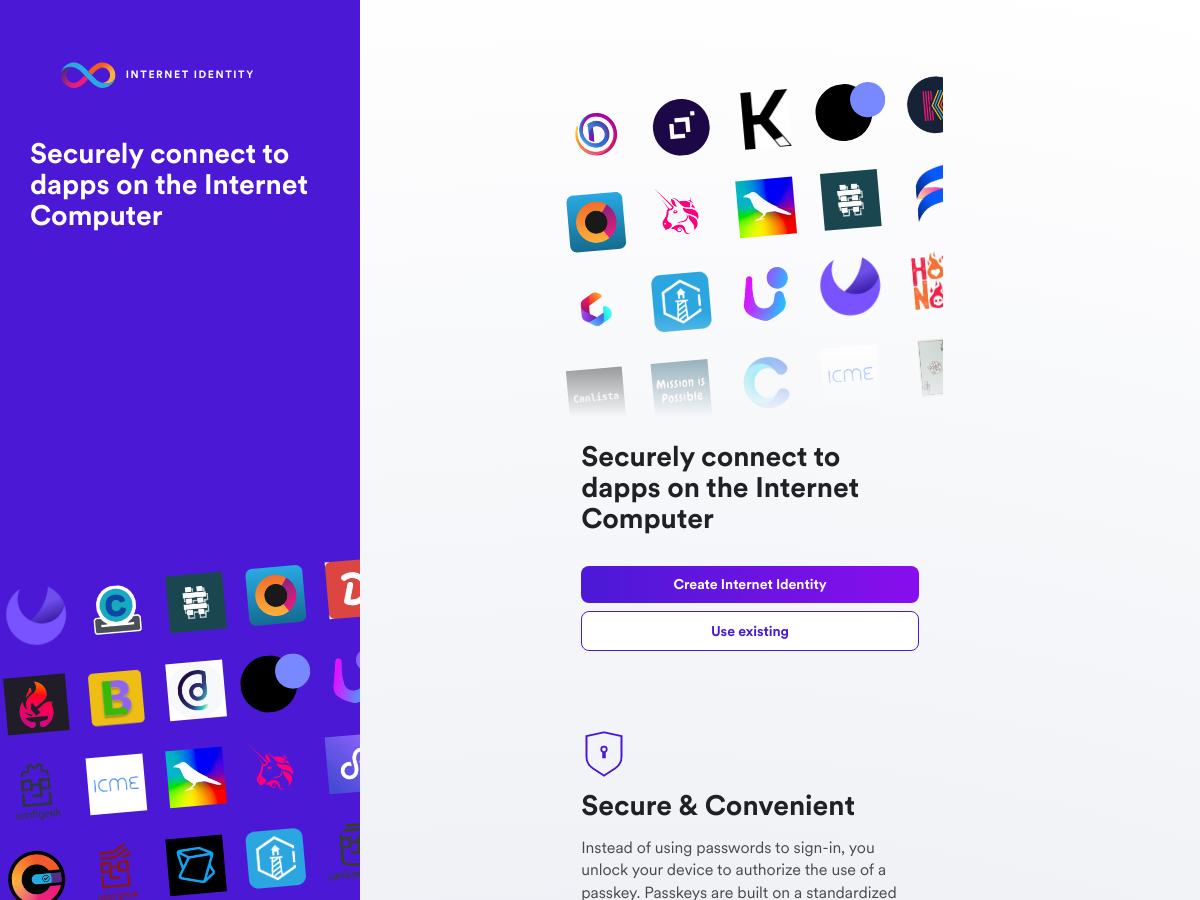 INTERNET IDENTITY
Securely connect to
dapps on the Internet
Computer
ICME
Canlista
Mission is
Possible
ICME
Securely connect to
dapps on the Internet
Computer
Create Internet Identity
Use existing
Secure & Convenient
Instead of using passwords to sign-in, you
unlock your device to authorize the use of a
passkey. Passkeys are built on a standardized